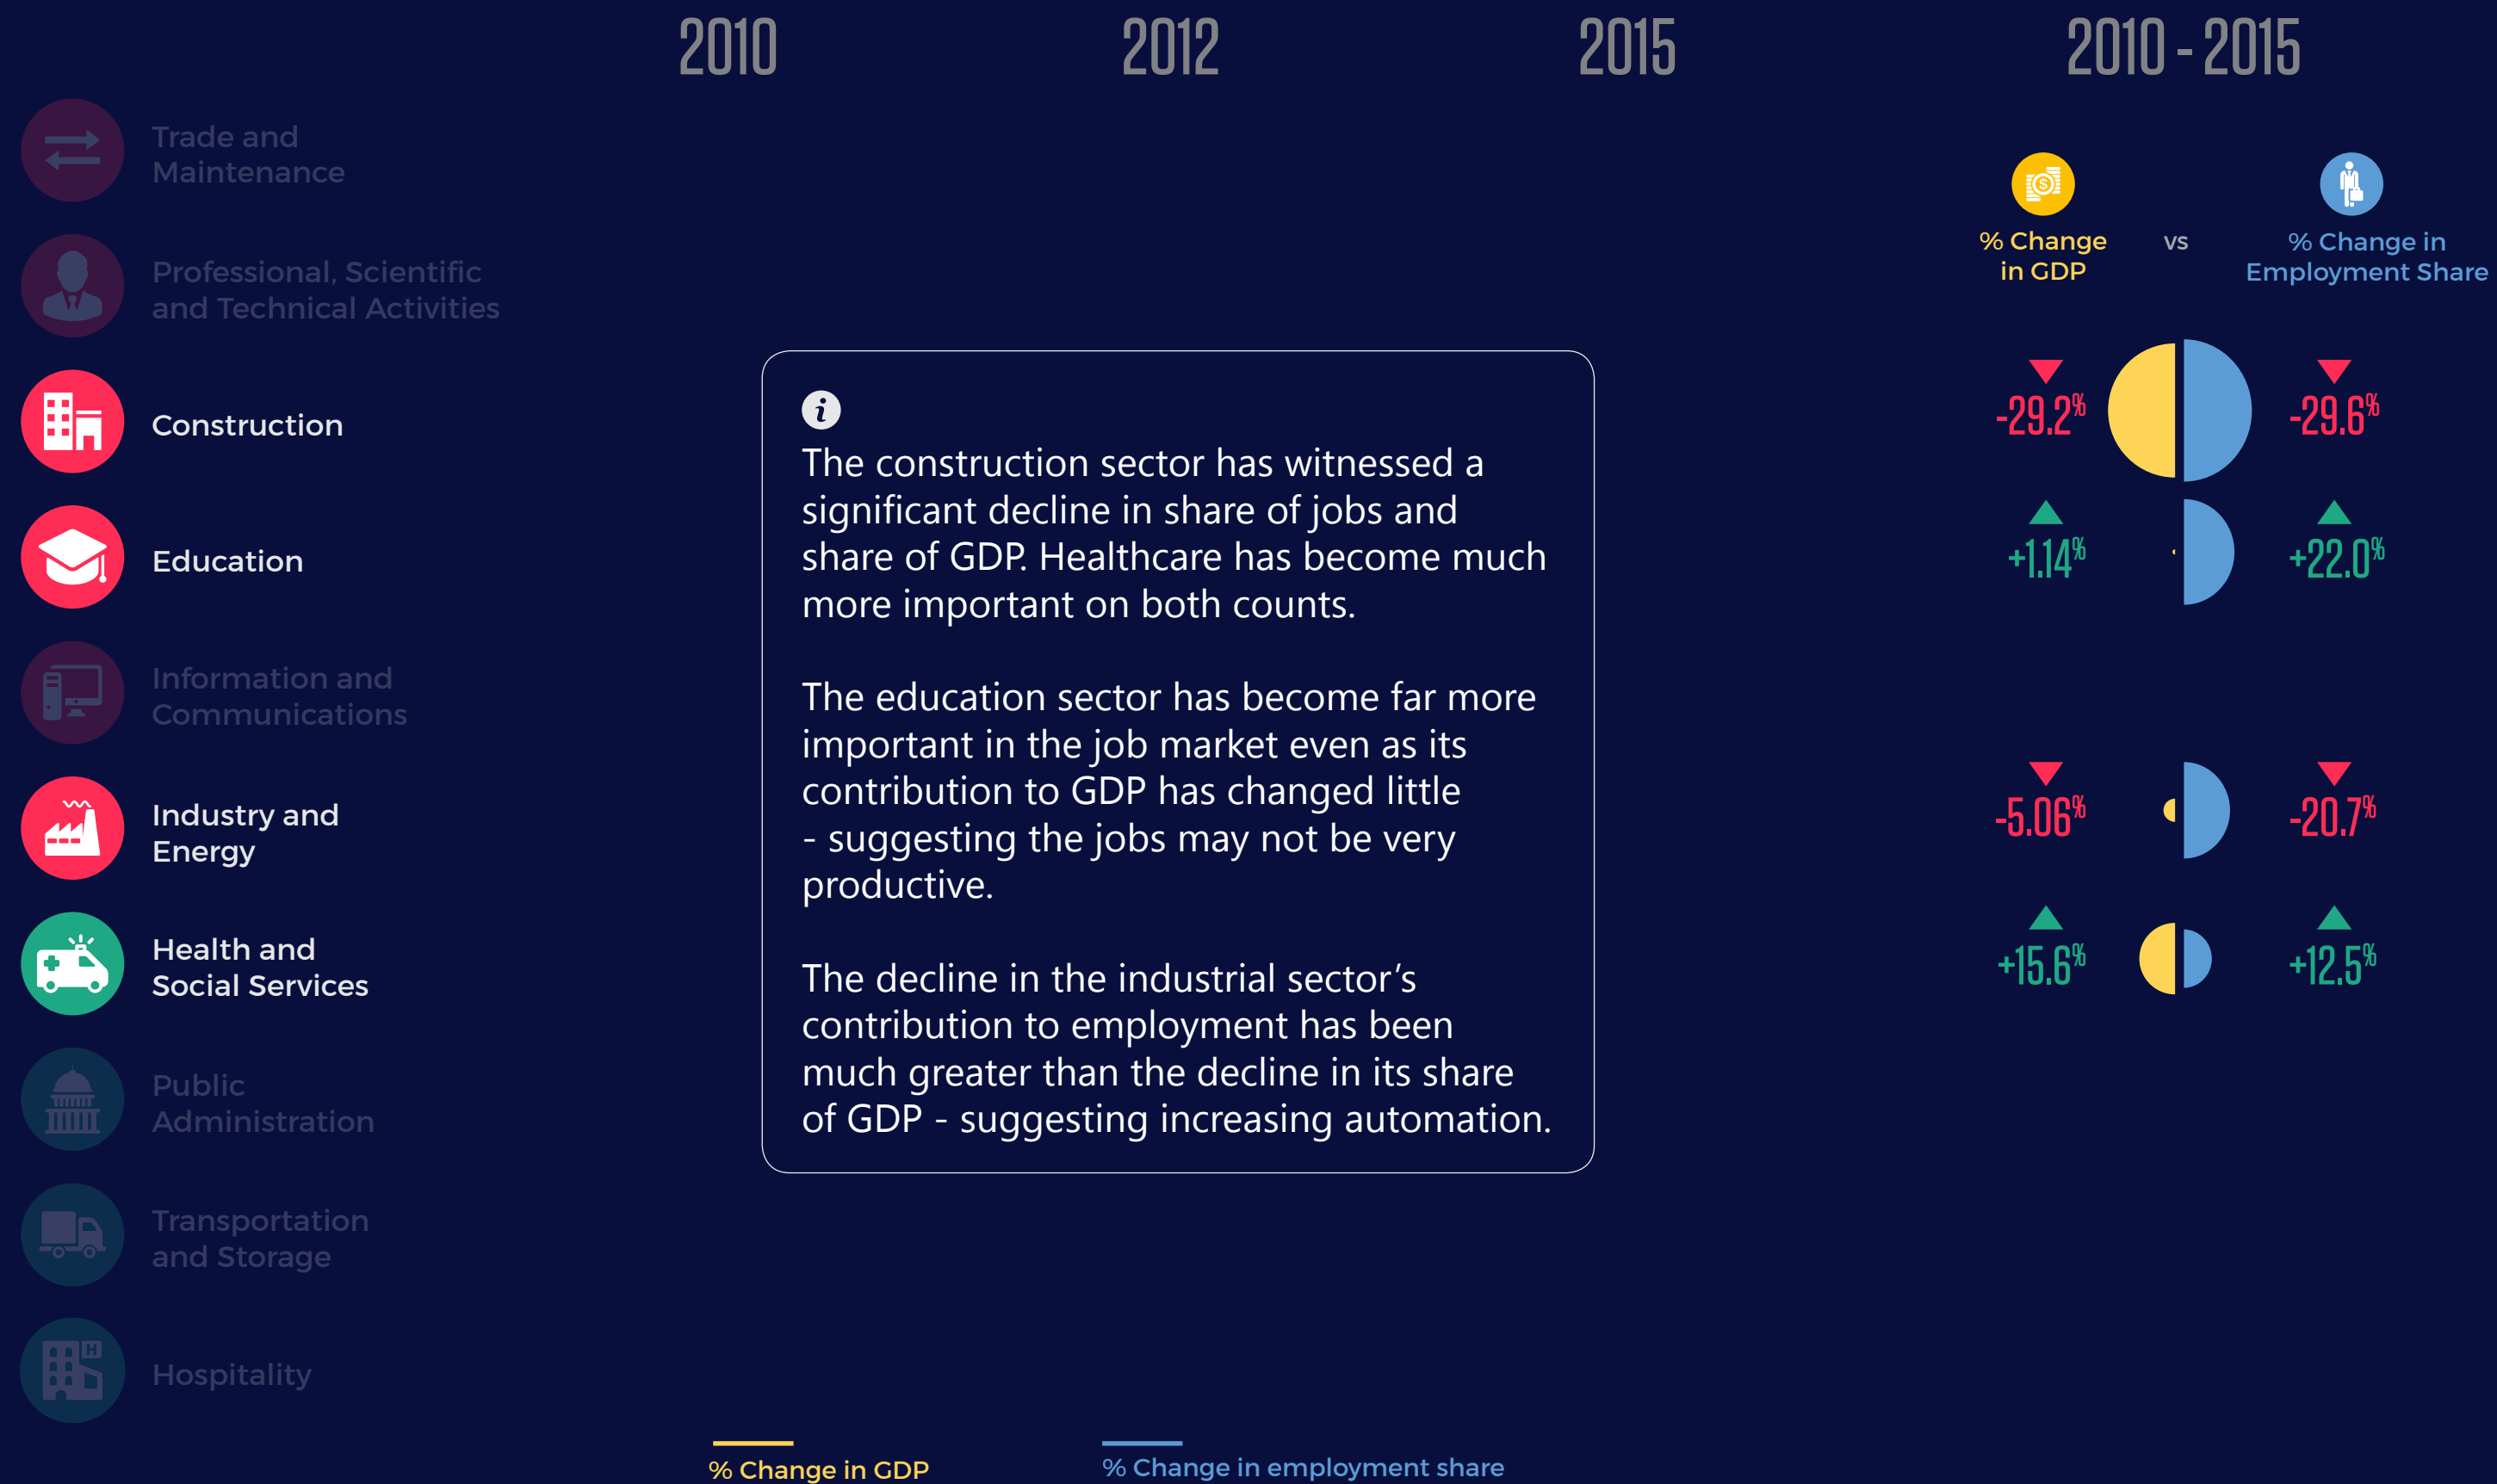 2010
2012
2015
2010 - 2015
Trade and
Maintenance
Professional, Scientific
and Technical Activities
Construction
Education
Information and
Communications
Industry and
Energy
Health and
Social Services
Public
Administration
Transportation
and Storage
Hospitality
H
i
The construction sector has witnessed a
significant decline in share of jobs and
share of GDP. Healthcare has become much
more important on both counts.
The education sector has become far more
important in the job market even as its
contribution to GDP has changed little
- suggesting the jobs may not be very
productive.
The decline in the industrial sector's
contribution to employment has been
much greater than the decline in its share
of GDP - suggesting increasing automation.
$
% Change
in GDP
vs
% Change in
Employment Share
-29.2%
-29.6%
+1.14%
+22.0%
-5.06%
-20.7%
+15.6%
+12.5%
% Change in GDP
% Change in employment share